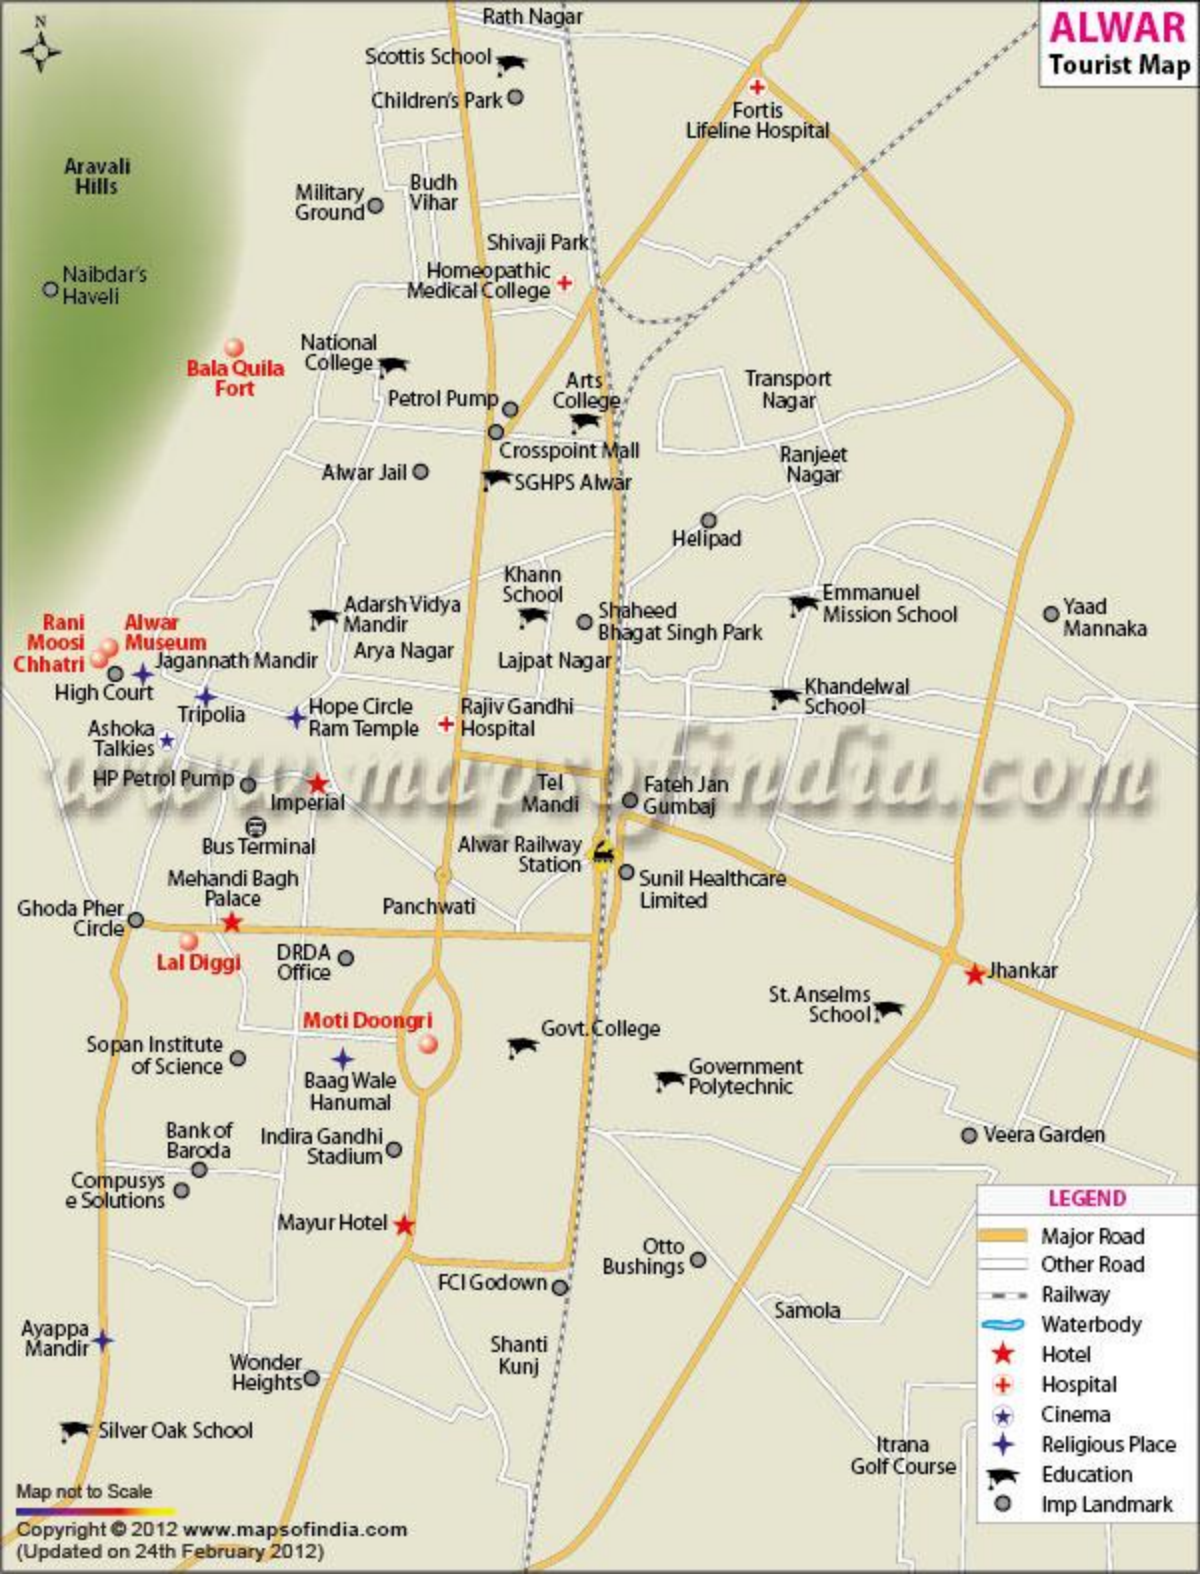 N
ALWAR
Tourist Map
Rath Nagar
Scottis School
Children's Park
Fortis
Lifeline Hospital
Aravali
Hills
Military
Ground
Budh
Vihar
Shivaji Park
Homeopathic
Medical College
Naibdar's
Haveli
National
College
Bala Quila
Fort
Petrol Pump
Arts
College
Transport
Nagar
Crosspoint Mall
Ranjeet
Nagar
Alwar Jail
SGHPS Alwar
Helipad
Khann
School
Emmanuel
Mission School
Adarsh Vidya
Mandir
Shaheed
Bhagat Singh Park
Yaad
Mannaka
Rani
Moosi
Chhatri
Alwar
Museum
Arya Nagar
Lajpat Nagar
Jagannath Mandir
High Court
Khandelwal
School
Tripolia
Hope Circle
Ram Temple
Rajiv Gandhi
Hospital
Ashoka
Talkies
www.mapsofindia.com
HP Petrol Pump
Imperial
Tel
Mandi
Fateh Jan
Gumbaj
Bus Terminal
Alwar Railway
Station
Mehandi Bagh
Palace
Sunil Healthcare
Limited
Ghoda Pher
Circle
Panchwati
Lal Diggi
DRDA
Office
Jhankar
St. Anselms
School
Moti Doongri
Govt. College
Sopan Institute
of Science
Baag Wale
Hanumal
Government
Polytechnic
Bank of
Baroda
Indira Gandhi
Stadium
Veera Garden
Compusys
e Solutions
Mayur Hotel
Otto
Bushings
FCI Godown
Samola
Ayappa
Mandir
Shanti
Kunj
Wonder
Heights
Silver Oak School
Itrana
Golf Course
LEGEND
Major Road
Other Road
Railway
Waterbody
Hotel
Hospital
Cinema
Religious Place
Education
Imp Landmark
Map not to Scale
Copyright © 2012 www.mapsofindia.com
(Updated on 24th February 2012)